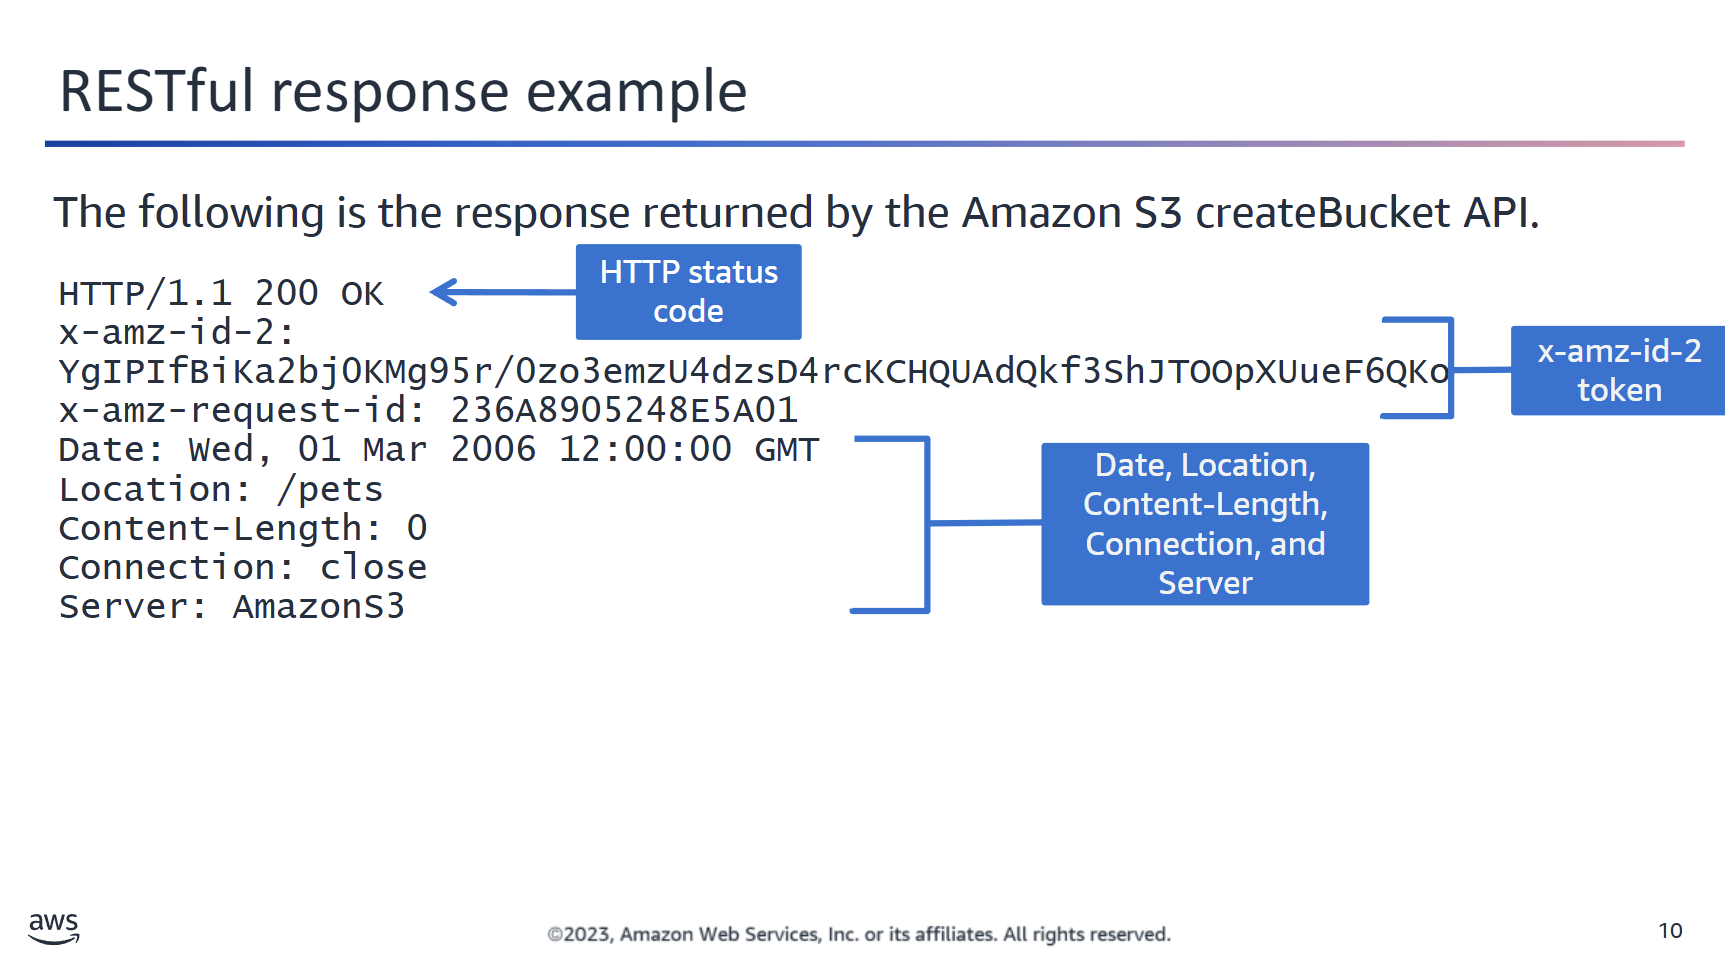 RESTful response example
The following is the response returned by the Amazon S3 createBucket API.
HTTP/1.1 200 OK
HTTP status
code
x-amz-id-2:
YgIPIfBiKa2bj0KMg95r/0zo3emzU4dzsD4rcKCHQUAdQkf3ShJTOOpXUueF6QKo
x-amz-id-2
token
x-amz-request-id: 236A8905248E5A01
Date: Wed, 01 Mar 2006 12:00:00 GMT
Location: /pets
Content-Length: 0
Connection: close
Server: AmazonS3
Date, Location,
Content-Length,
Connection, and
Server
aws
©2023, Amazon Web Services, Inc. or its affiliates. All rights reserved.
10